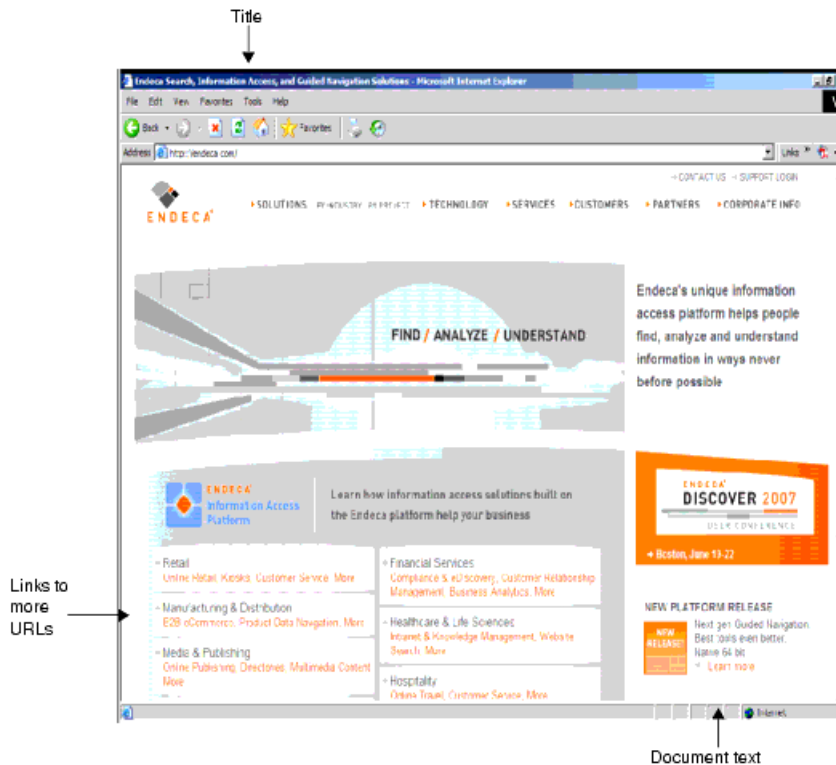 Title
Endeca Search, Information Access, and Guided Navigation Solutions - Microsoft Internet Explorer
File Edit View Favorites Tools Help
Back Favorites
Address http://endeca.com/ Links
CONTACT US SUPPORT LOGIN
ENDECA
SOLUTIONS BY INDUSTRY BY PROJECT TECHNOLOGY SERVICES CUSTOMERS PARTNERS CORPORATE INFO
FIND / ANALYZE / UNDERSTAND
Endeca's unique information
access platform helps people
find, analyze and understand
information in ways never
before possible
ENDECA
Information Access
Platform
Learn how information access solutions built on
the Endeca platform help your business
ENDECA
DISCOVER 2007
USER CONFERENCE
Boston, June 19-22
Links to
more
URLs
Retail
Online Retail, Kiosks, Customer Service, More
Manufacturing & Distribution
B2B eCommerce, Product Data Navigation, More
Media & Publishing
Online Publishing, Directories, Multimedia Content
More
Financial Services
Compliance & eDiscovery, Customer Relationship
Management, Business Analytics, More
Healthcare & Life Sciences
Intranet & Knowledge Management, Website
Search, More
Hospitality
Online Travel, Customer Service, More
NEW PLATFORM RELEASE
NEW
RELEASE!
Next gen Guided Navigation
Best tools even better.
Native 64 bit
Learn more
Internet
Document text